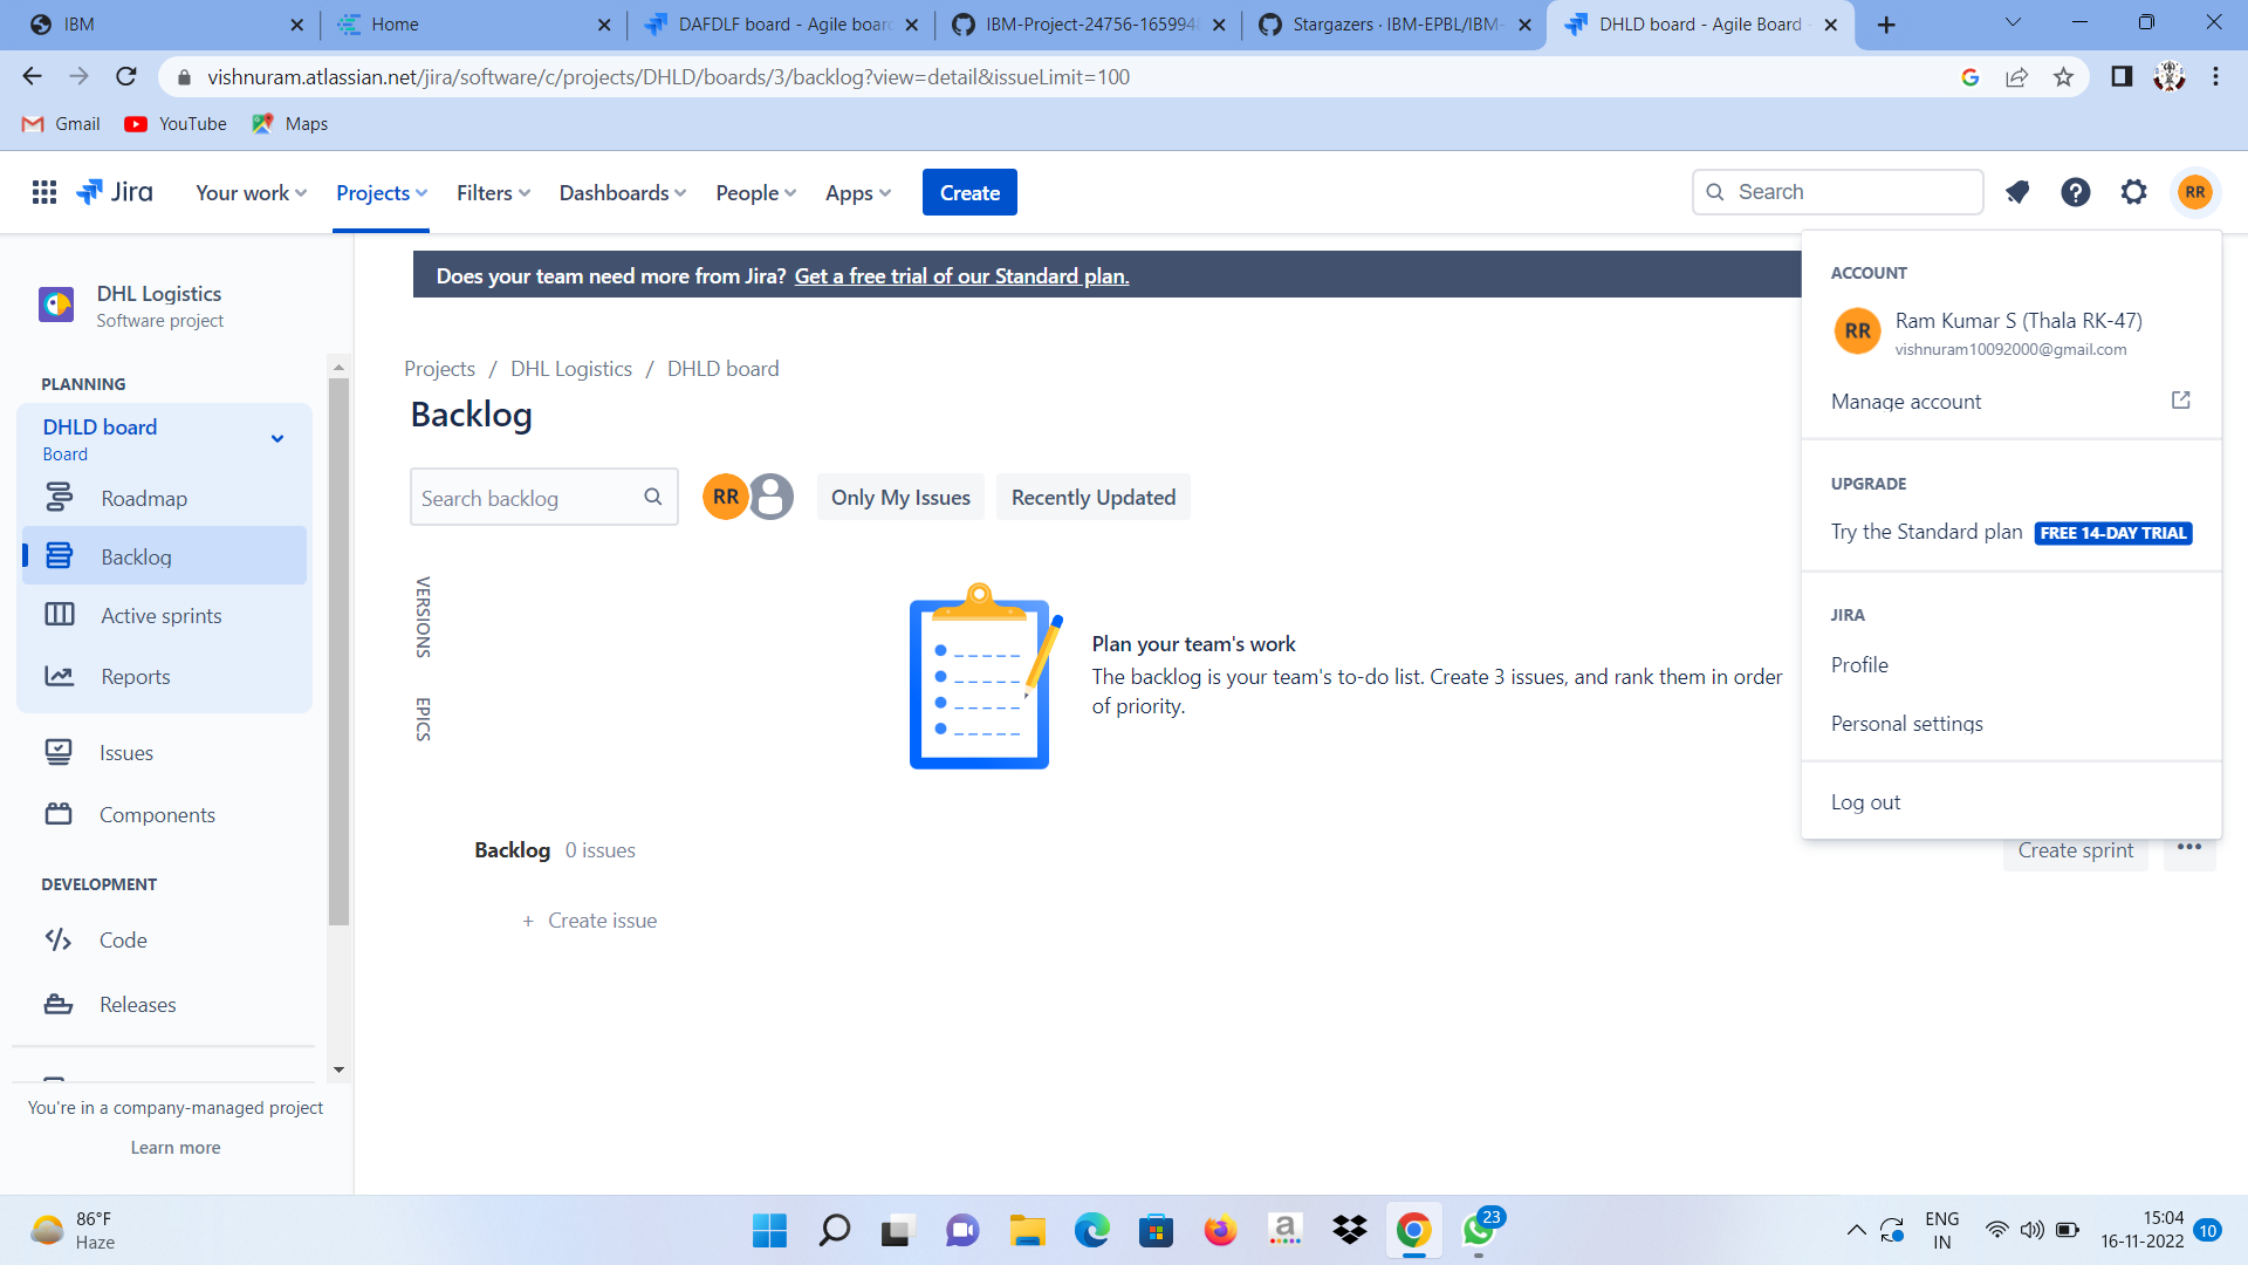 IBM
Home
DAFDLF board - Agile boar
IBM-Project-24756-165994
Stargazers · IBM-EPBL/IBM-
DHLD board - Agile Board -
vishnuram.atlassian.net/jira/software/c/projects/DHLD/boards/3/backlog?view=detail&issueLimit=100
Gmail
YouTube
Maps
Jira
Your work
Projects
Filters
Dashboards
People
Apps
Create
Search
RR
DHL Logistics
Software project
PLANNING
DHLD board
Board
Roadmap
Backlog
Active sprints
Reports
Issues
Components
DEVELOPMENT
Code
Releases
You're in a company-managed project
Learn more
Does your team need more from Jira? Get a free trial of our Standard plan.
Projects / DHL Logistics / DHLD board
Backlog
Search backlog
RR
Only My Issues
Recently Updated
VERSIONS
EPICS
Plan your team's work
The backlog is your team's to-do list. Create 3 issues, and rank them in order
of priority.
Backlog 0 issues
Create sprint
+ Create issue
ACCOUNT
RR
Ram Kumar S (Thala RK-47)
vishnuram10092000@gmail.com
Manage account
UPGRADE
Try the Standard plan FREE 14-DAY TRIAL
JIRA
Profile
Personal settings
Log out
86°F
Haze
a
23
ENG
IN
15:04
16-11-2022
10